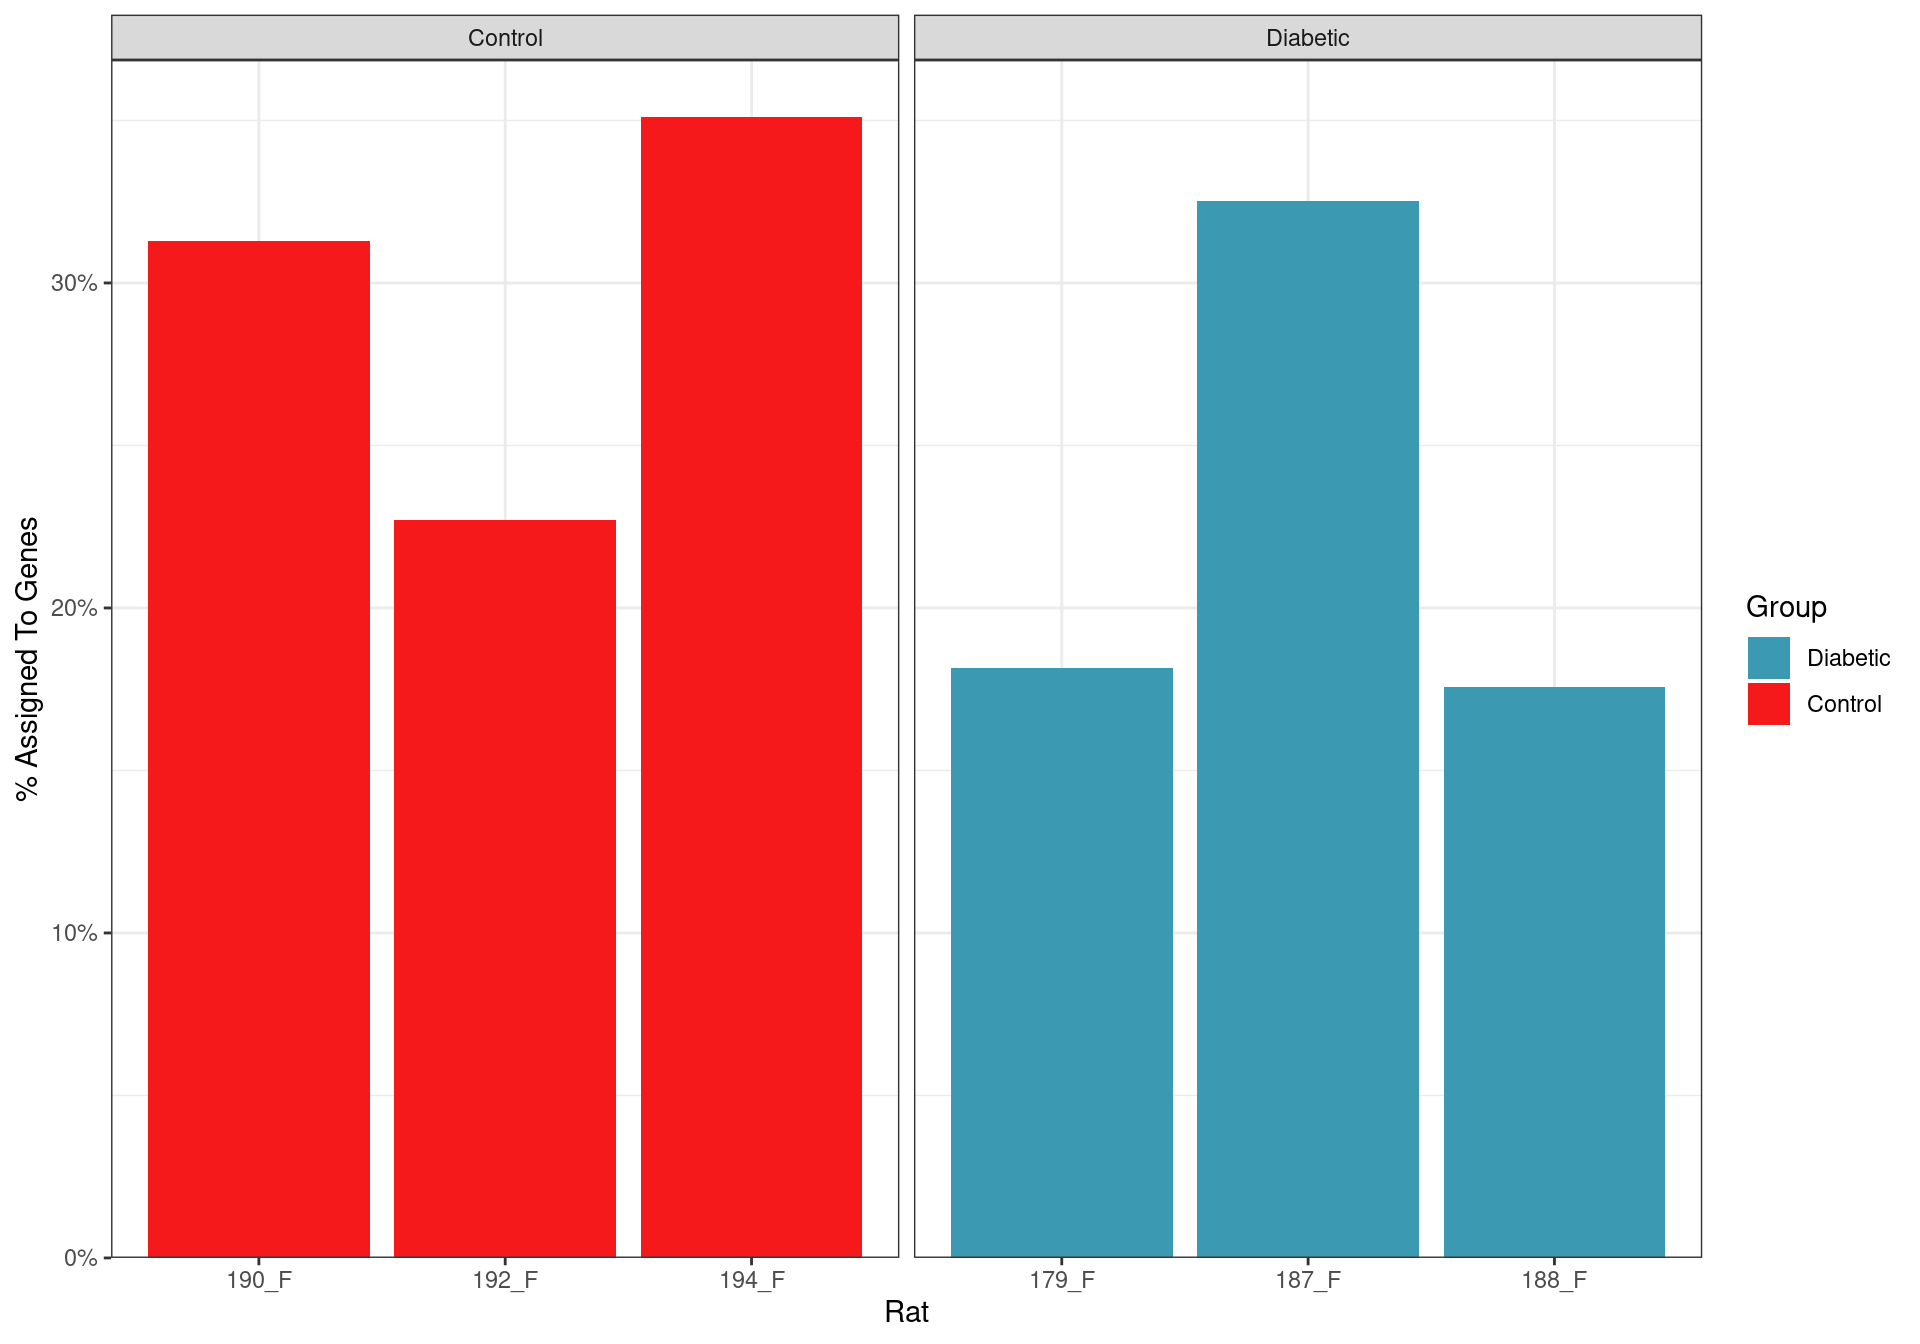 Control
Diabetic
% Assigned To Genes
30%
20%
10%
0%
190_F
192_F
194_F
179_F
187_F
188_F
Rat
Group
Diabetic
Control